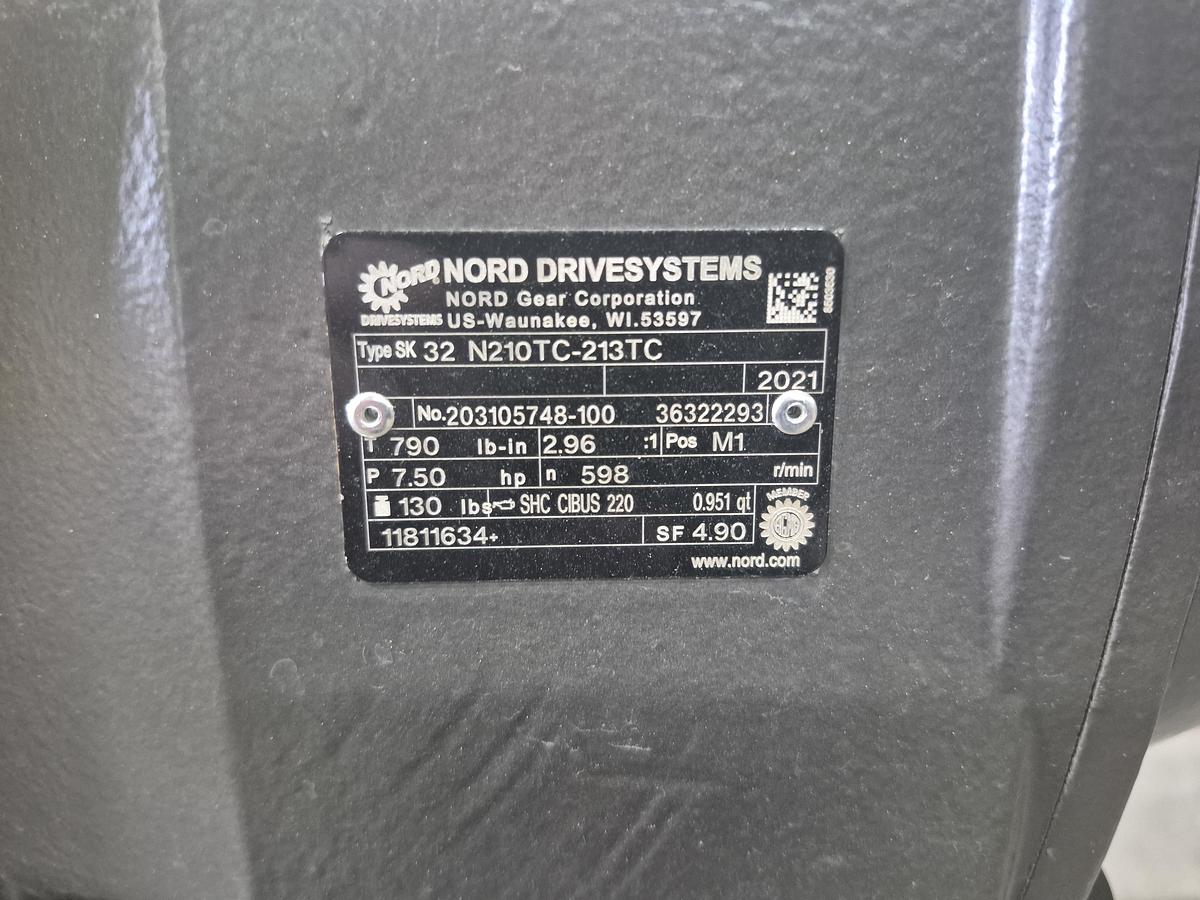 NORD DRIVESYSTEMS
NORD DRIVESYSTEMS
NORD Gear Corporation
US-Waunakee, WI.53597
Type SK 32 N210TC-213TC
2021
No. 203105748-100 36322293
T 790 lb-in 2.96 :1 Pos M1
P 7.50 hp n 598 r/min
130 lbs SHC CIBUS 220 0.951 qt
MEMBER
11811634+ SF 4.90
www.nord.com